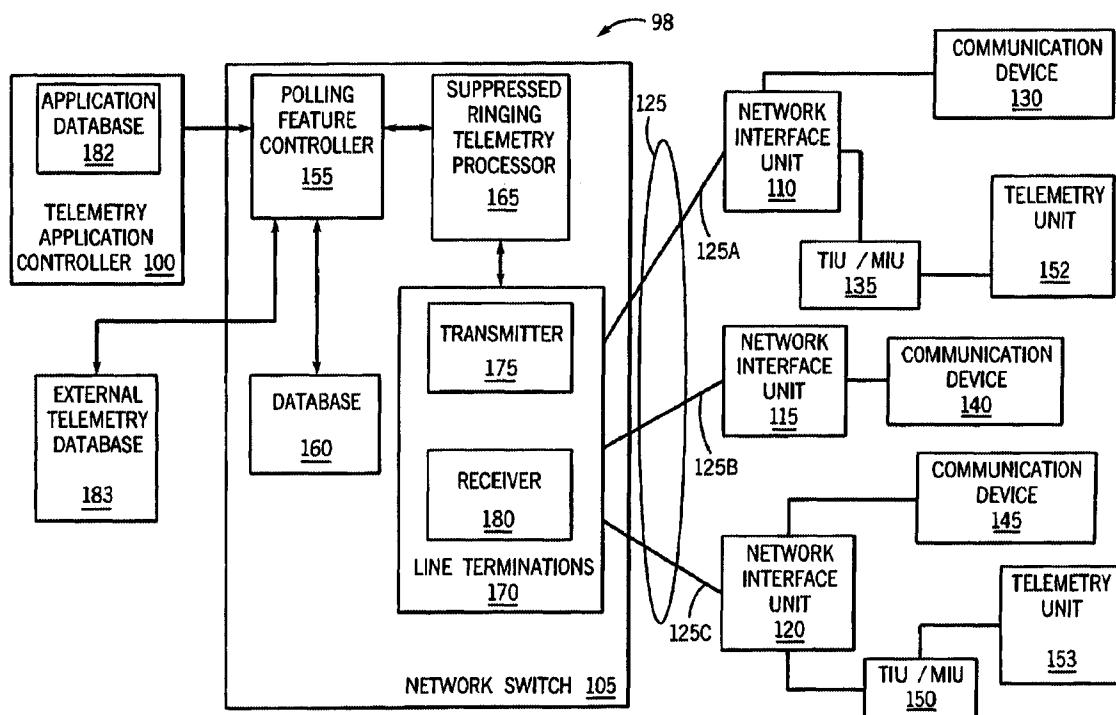 98
APPLICATION
DATABASE
182
TELEMETRY
APPLICATION
CONTROLLER 100
EXTERNAL
TELEMETRY
DATABASE
183
POLLING
FEATURE
CONTROLLER
155
SUPPRESSED
RINGING
TELEMETRY
PROCESSOR
165
DATABASE
160
TRANSMITTER
175
RECEIVER
180
LINE TERMINATIONS
170
NETWORK SWITCH 105
125
125A
125B
125C
NETWORK
INTERFACE
UNIT
110
COMMUNICATION
DEVICE
130
TIU / MIU
135
TELEMETRY
UNIT
152
NETWORK
INTERFACE
UNIT
115
COMMUNICATION
DEVICE
140
COMMUNICATION
DEVICE
145
NETWORK
INTERFACE
UNIT
120
TELEMETRY
UNIT
153
TIU / MIU
150